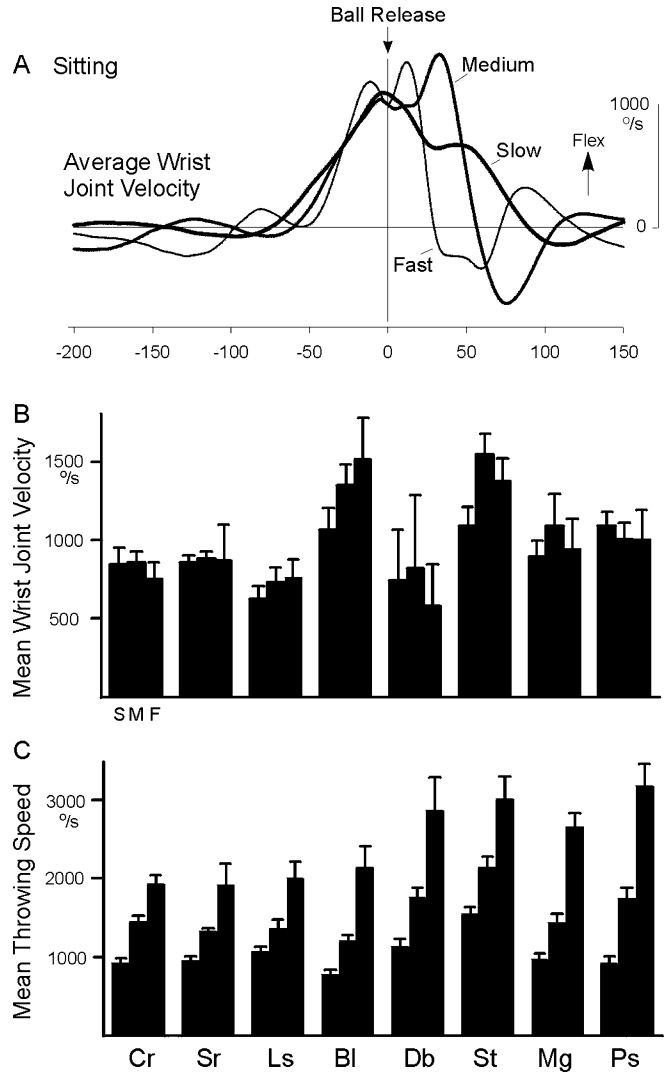 Ball Release
A Sitting
Medium
1000
º/s
Slow
Flex
Average Wrist
Joint Velocity
0
Fast
-200 -150 -100 -50 0 50 100 150
B
Mean Wrist Joint Velocity
1500
º/s
1000
500
S M F
C
Mean Throwing Speed
3000
º/s
2000
1000
Cr Sr Ls Bl Db St Mg Ps